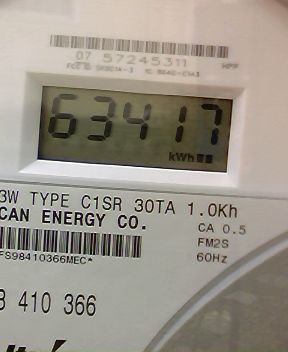 07 57245311
63417
kWh
3W TYPE C1SR 30TA 1.0Kh
CAN ENERGY CO.
CA 0.5
FM2S
60Hz
FS98410366MEC*
410 366